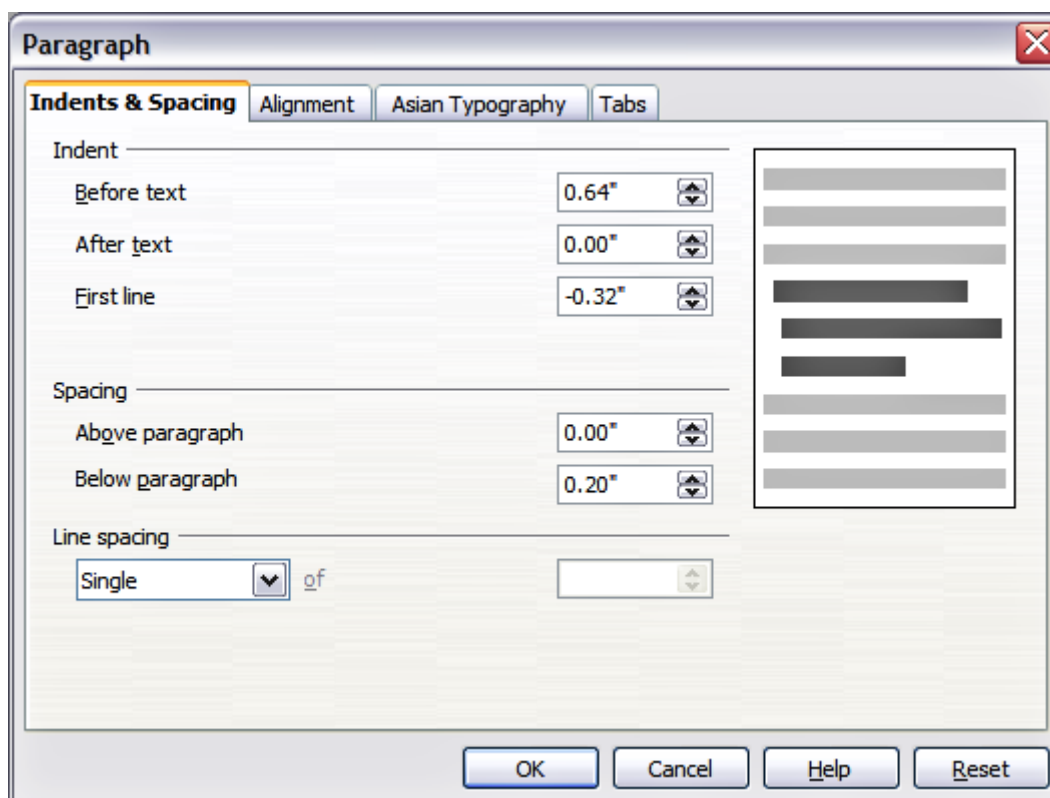 Paragraph
Indents & Spacing Alignment Asian Typography Tabs
Indent
Before text 0.64"
After text 0.00"
First line -0.32"
Spacing
Above paragraph 0.00"
Below paragraph 0.20"
Line spacing
Single of
OK Cancel Help Reset